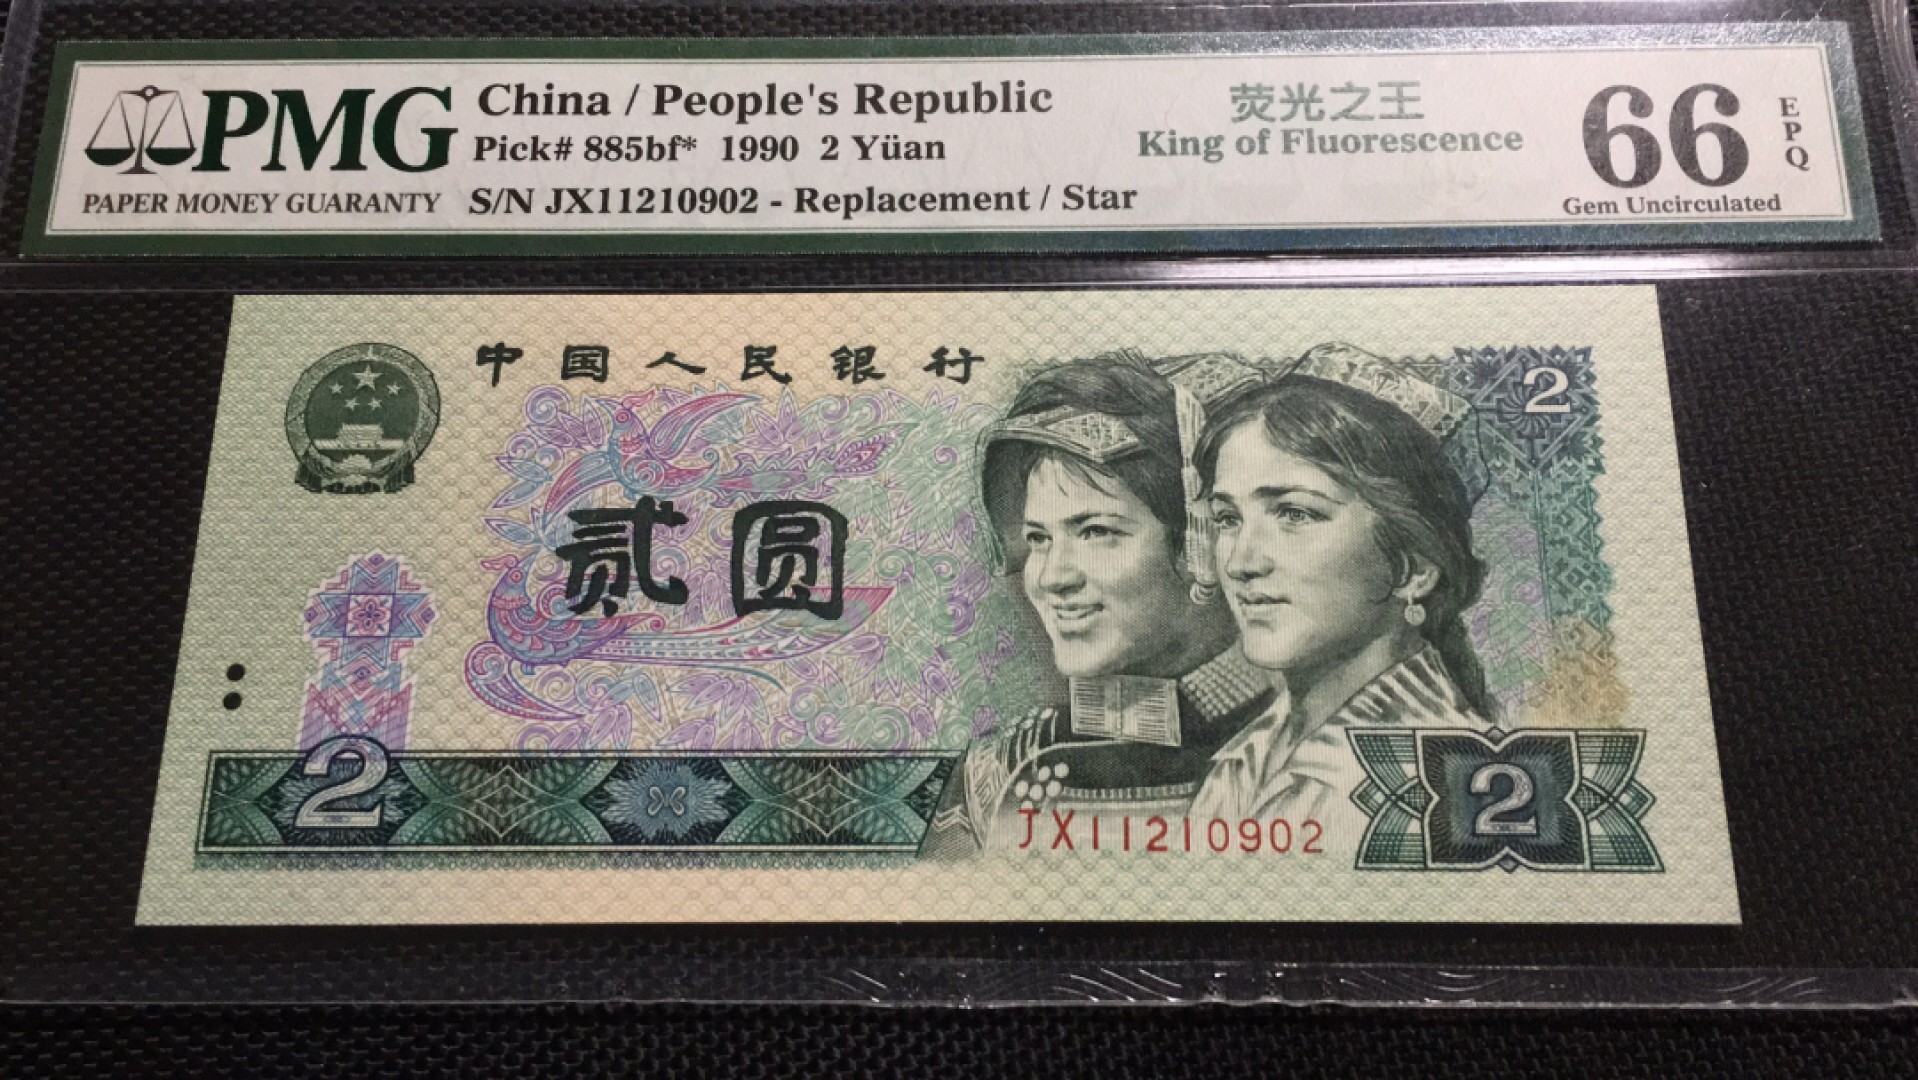 PMG
PAPER MONEY GUARANTY
China / People's Republic
Pick# 885bf* 1990 2 Yüan
S/N JX11210902 - Replacement / Star
荧光之王
King of Fluorescence
66
EPQ
Gem Uncirculated
中国人民银行
2
贰圆
2
JX11210902
2